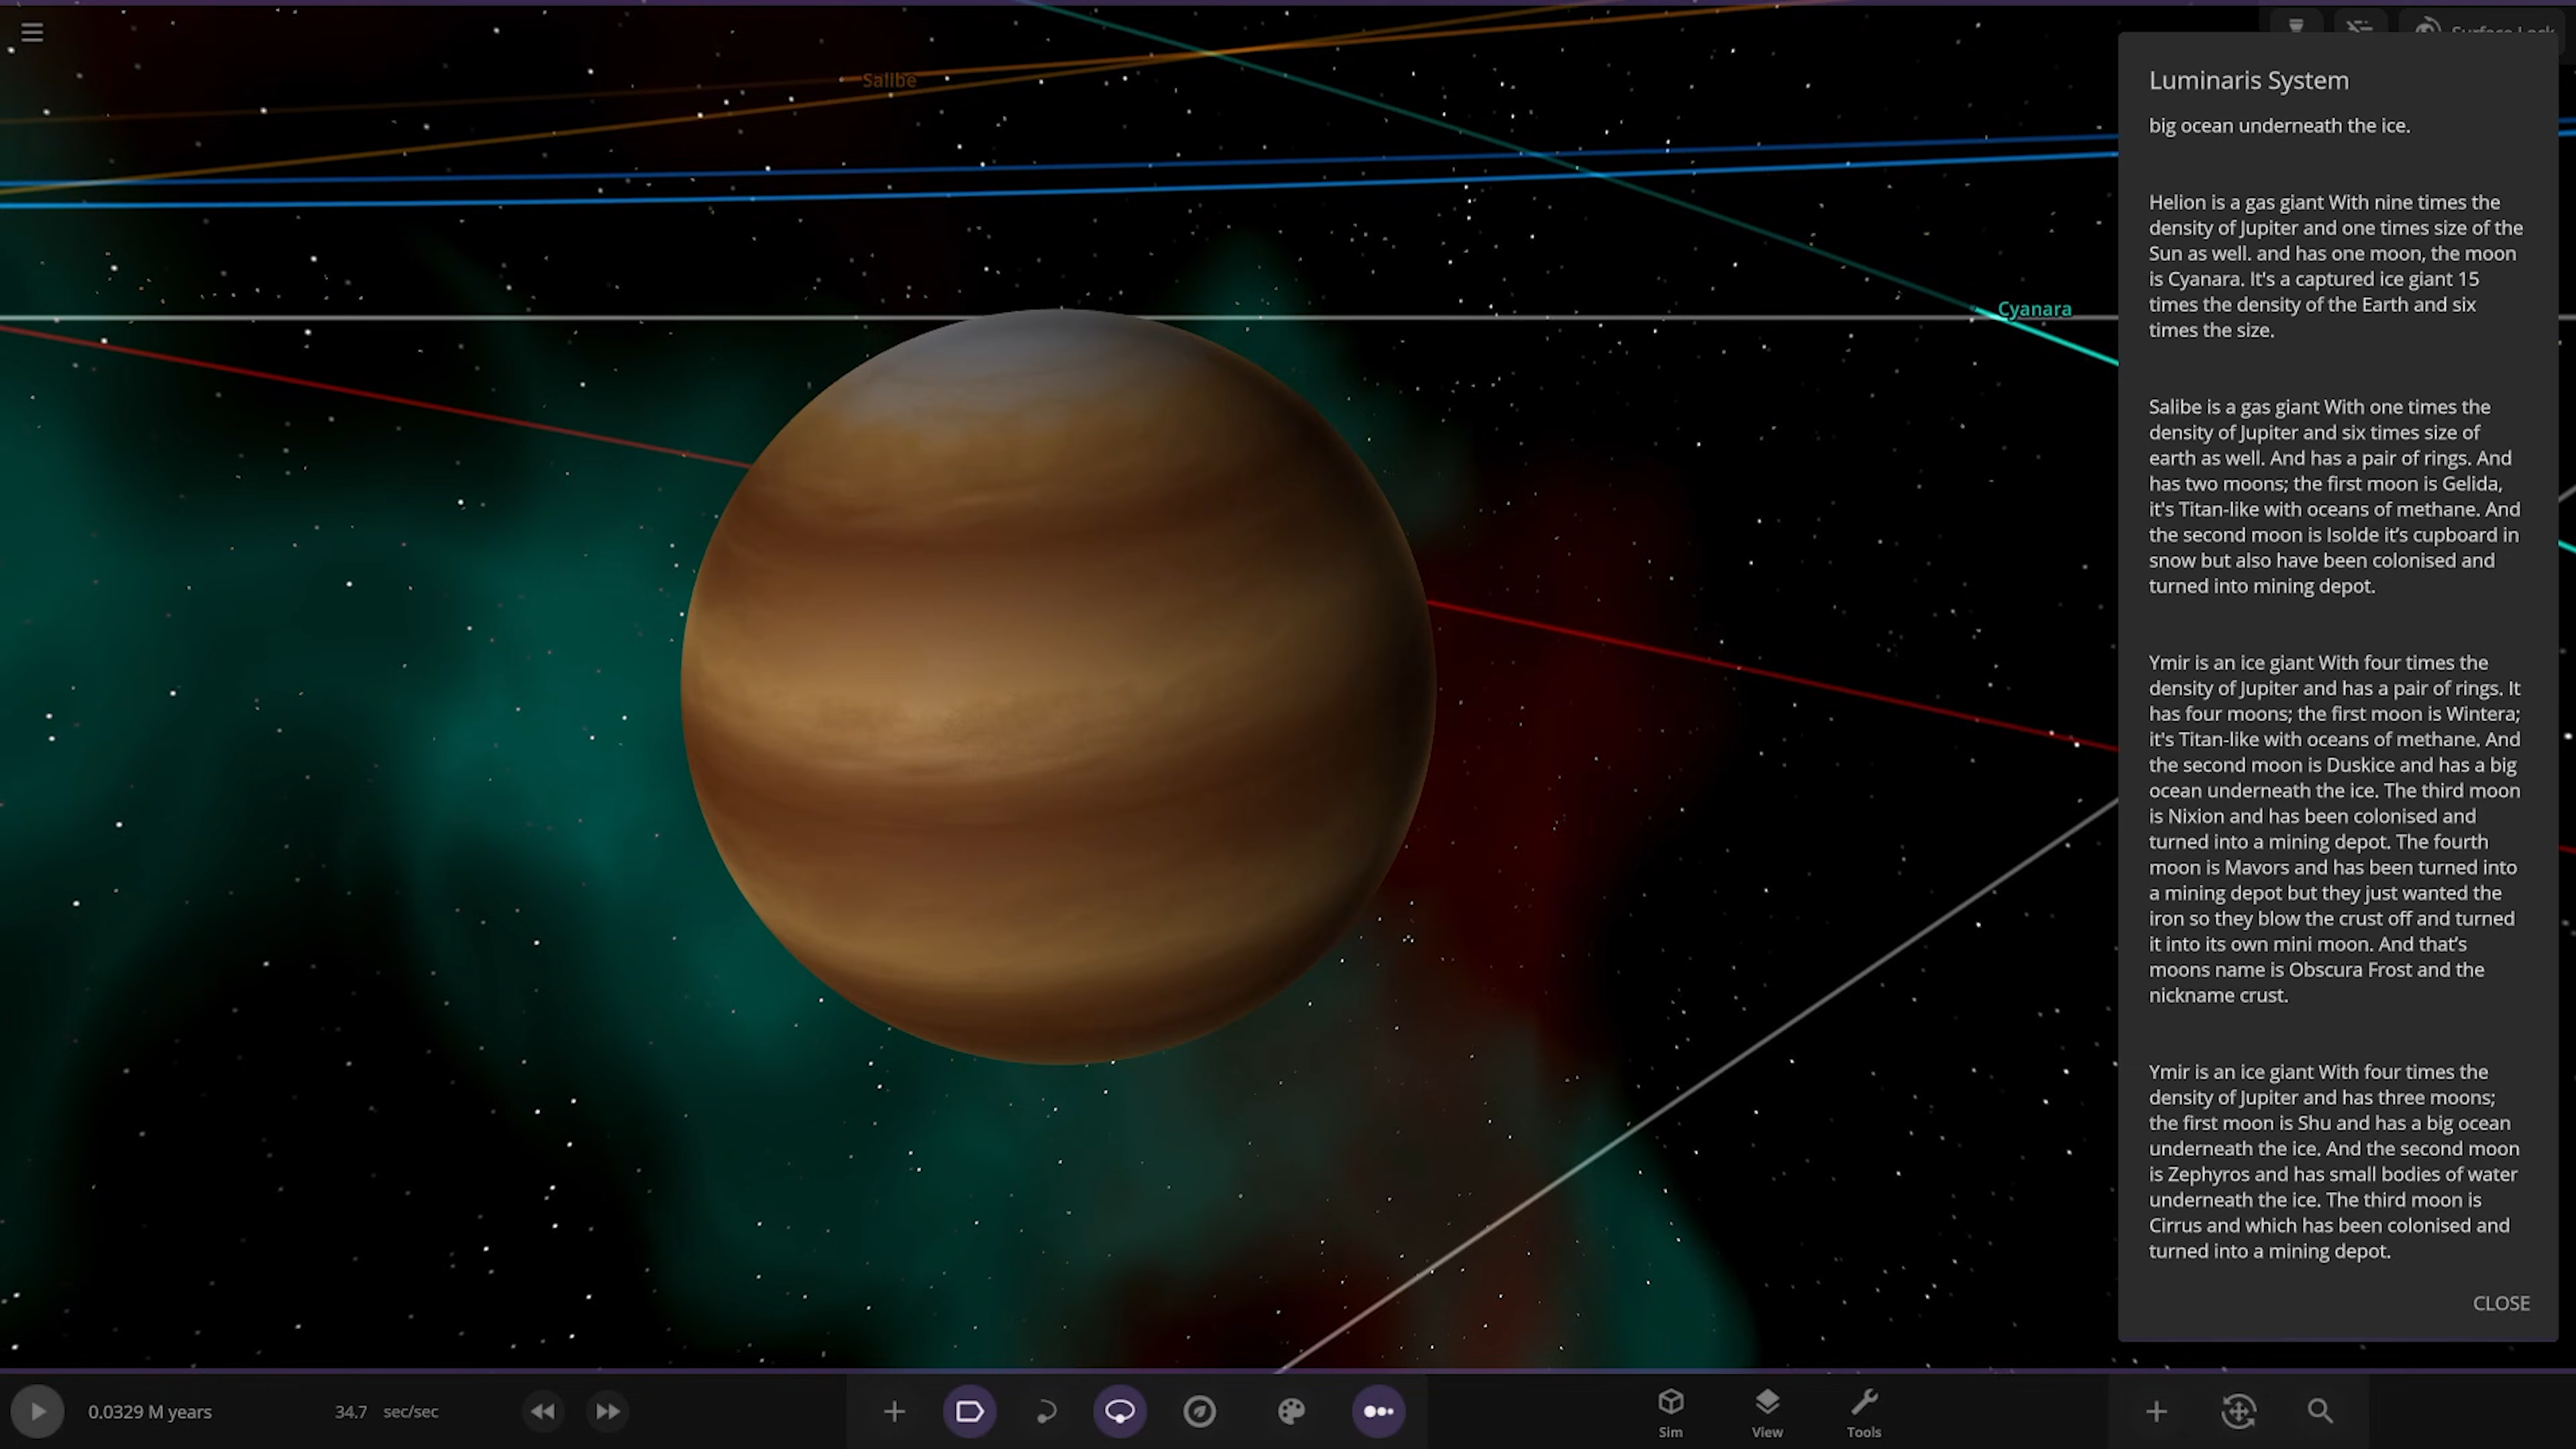 Surface Lock
Salibe
Cyanara
Luminaris System
big ocean underneath the ice.
Helion is a gas giant With nine times the
density of Jupiter and one times size of the
Sun as well. and has one moon, the moon
is Cyanara. It's a captured ice giant 15
times the density of the Earth and six
times the size.
Salibe is a gas giant With one times the
density of Jupiter and six times size of
earth as well. And has a pair of rings. And
has two moons; the first moon is Gelida,
it's Titan-like with oceans of methane. And
the second moon is Isolde it’s cupboard in
snow but also have been colonised and
turned into mining depot.
Ymir is an ice giant With four times the
density of Jupiter and has a pair of rings. It
has four moons; the first moon is Wintera;
it's Titan-like with oceans of methane. And
the second moon is Duskice and has a big
ocean underneath the ice. The third moon
is Nixion and has been colonised and
turned into a mining depot. The fourth
moon is Mavors and has been turned into
a mining depot but they just wanted the
iron so they blow the crust off and turned
it into its own mini moon. And that’s
moons name is Obscura Frost and the
nickname crust.
Ymir is an ice giant With four times the
density of Jupiter and has three moons;
the first moon is Shu and has a big ocean
underneath the ice. And the second moon
is Zephyros and has small bodies of water
underneath the ice. The third moon is
Cirrus and which has been colonised and
turned into a mining depot.
CLOSE
0.0329 M years
34.7 sec/sec
Sim
View
Tools